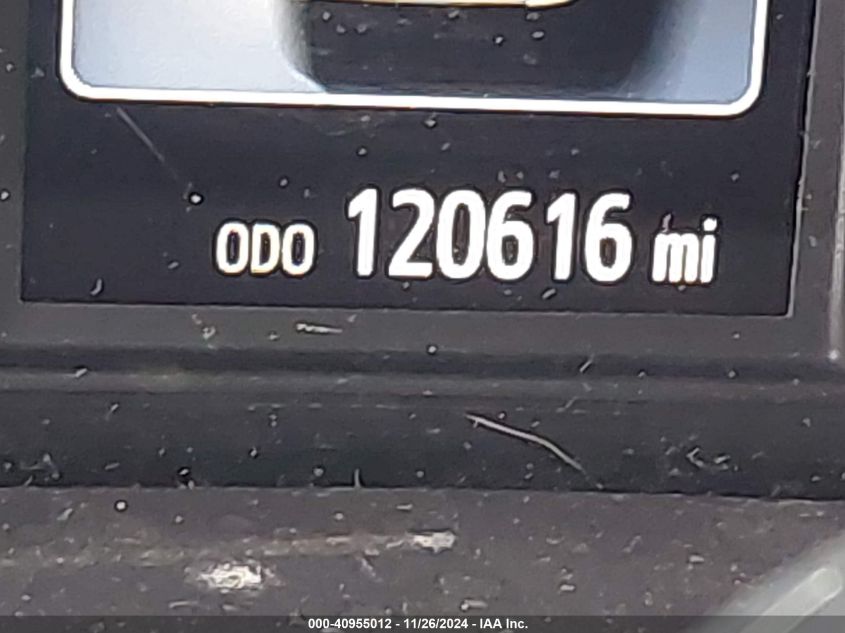 ODO 120616 mi
000-40955012 - 11/26/2024 - IAA Inc.